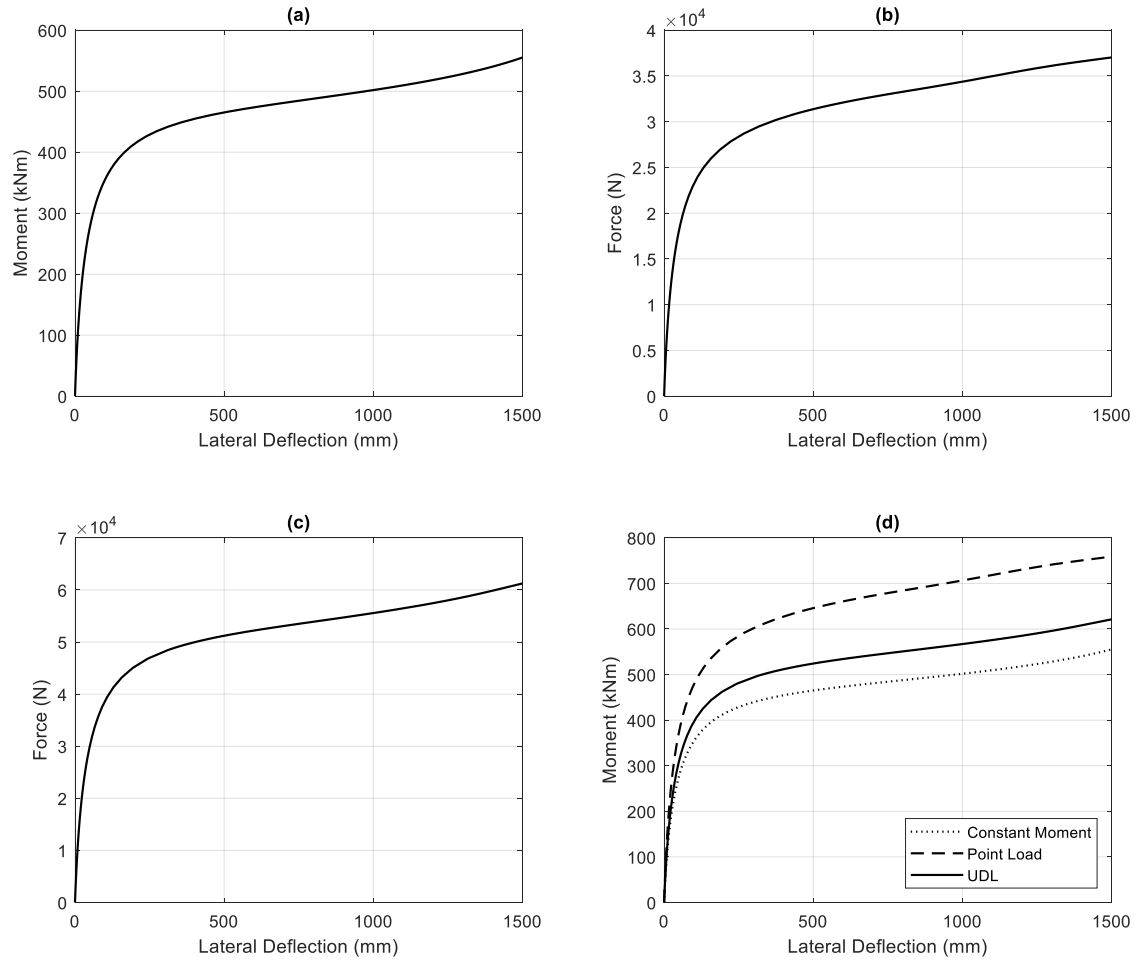 (a)
600
500
400
300
200
100
0
Moment (kNm)
0 500 1000 1500
Lateral Deflection (mm)
(b)
×10⁴
4
3.5
3
2.5
2
1.5
1
0.5
0
Force (N)
0 500 1000 1500
Lateral Deflection (mm)
(c)
×10⁴
7
6
5
4
3
2
1
0
Force (N)
0 500 1000 1500
Lateral Deflection (mm)
(d)
800
700
600
500
400
300
200
100
0
Moment (kNm)
Constant Moment
Point Load
UDL
0 500 1000 1500
Lateral Deflection (mm)